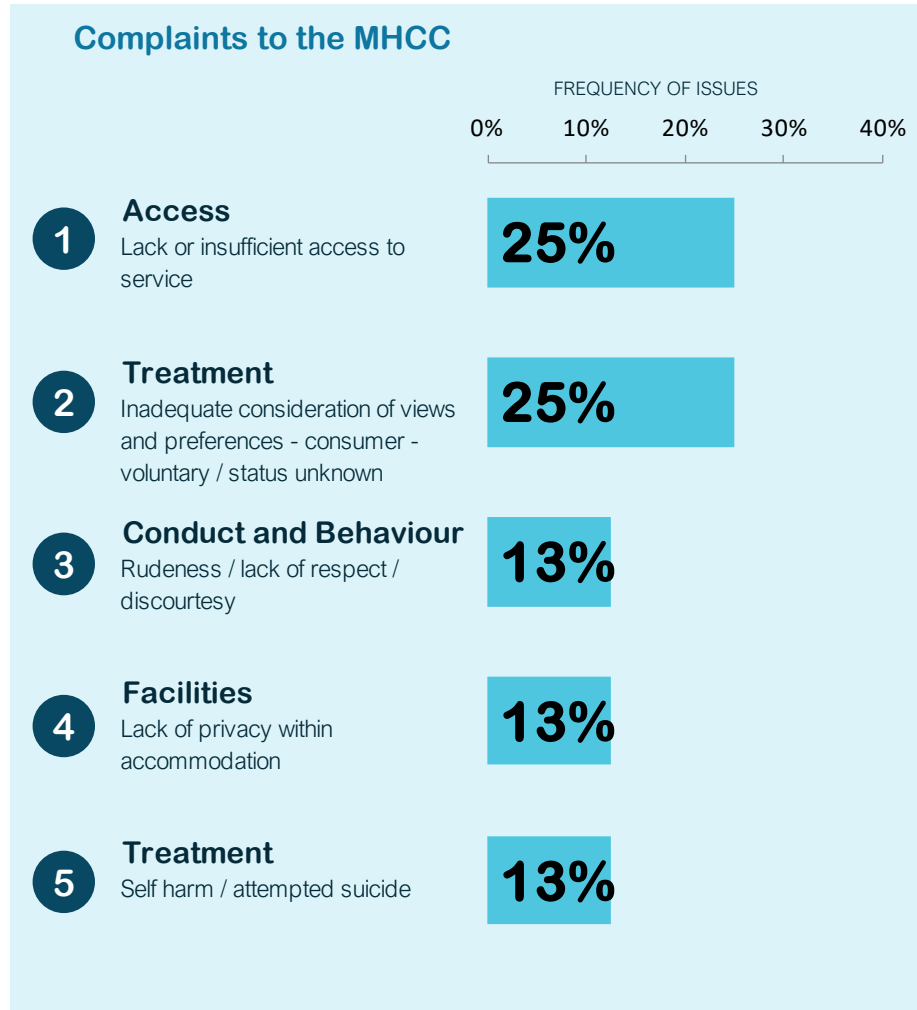 Complaints to the MHCC
FREQUENCY OF ISSUES
0% 10% 20% 30% 40%
1
Access
Lack or insufficient access to
service
25%
2
Treatment
Inadequate consideration of views
and preferences - consumer -
voluntary / status unknown
25%
3
Conduct and Behaviour
Rudeness / lack of respect /
discourtesy
13%
4
Facilities
Lack of privacy within
accommodation
13%
5
Treatment
Self harm / attempted suicide
13%